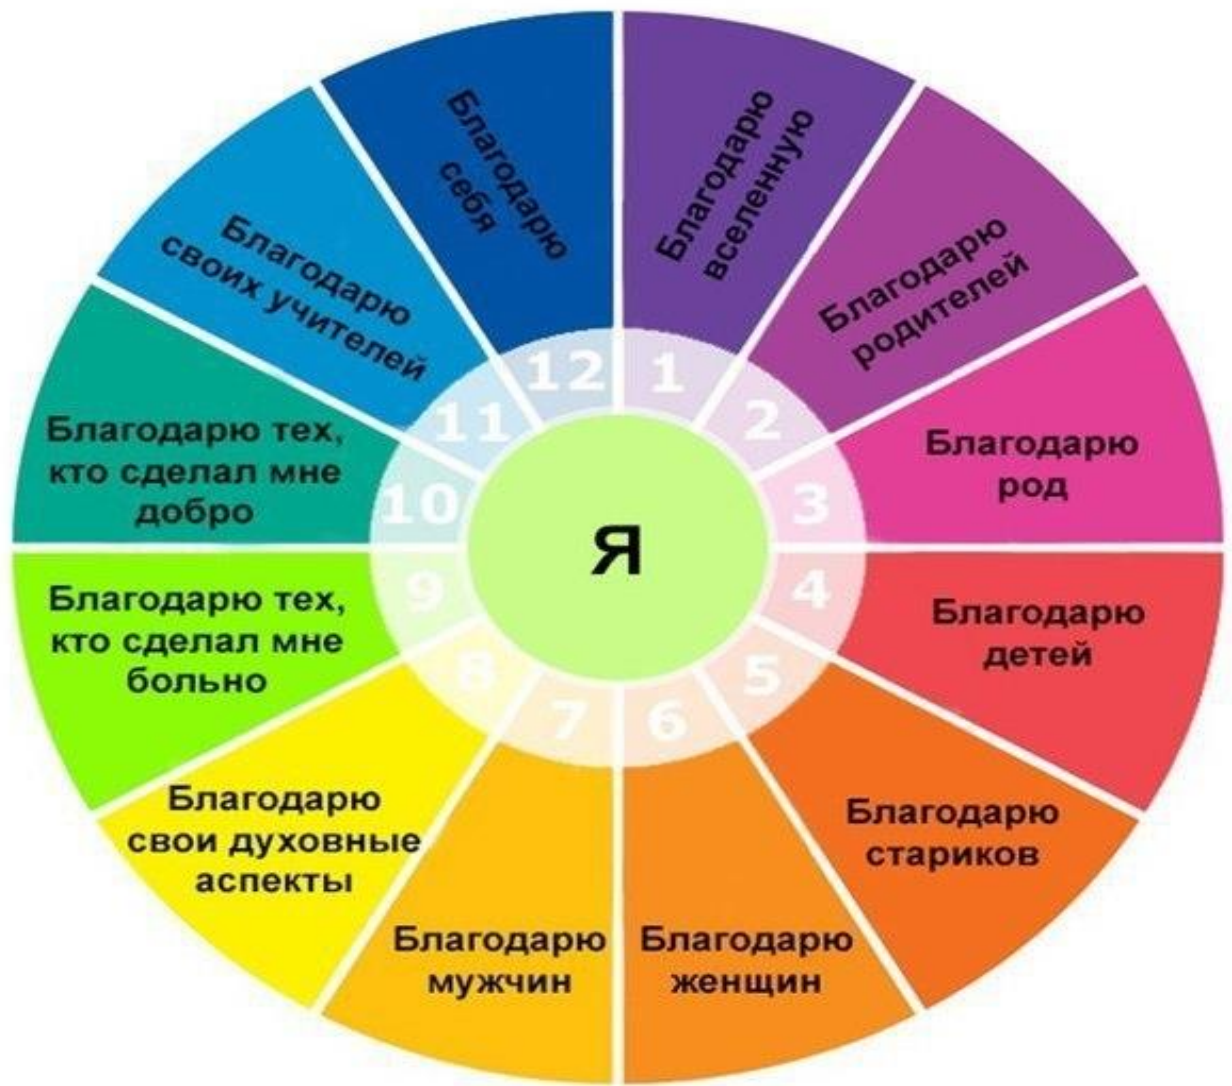 Благодарю
вселенную
1
Благодарю
родителей
2
Благодарю
род
3
Благодарю
детей
4
Благодарю
стариков
5
Благодарю
женщин
6
Благодарю
мужчин
7
Благодарю
свои духовные
аспекты
8
Благодарю тех,
кто сделал мне
больно
9
Благодарю тех,
кто сделал мне
добро
10
Благодарю
своих учителей
11
Благодарю
себя
12
Я